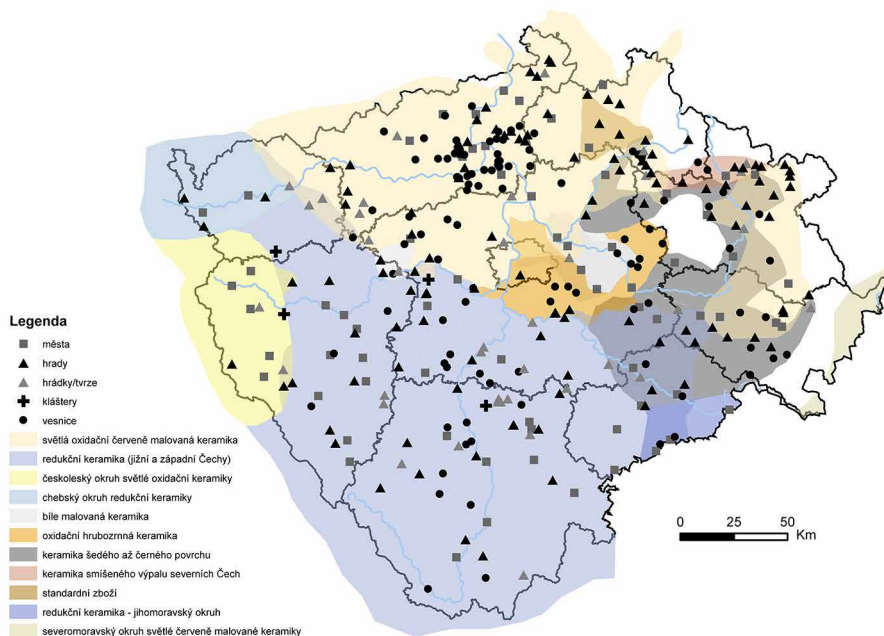 Legenda
města
hrady
hrádky/tvrze
kláštery
vesnice
světlá oxidační červeně malovaná keramika
redukční keramika (jižní a západní Čechy)
českoleský okruh světlé oxidační keramiky
chebský okruh redukční keramiky
bíle malovaná keramika
oxidační hrubozrnná keramika
keramika šedého až černého povrchu
keramika smíšeného výpalu severních Čech
standardní zboží
redukční keramika - jihomoravský okruh
severomoravský okruh světlé červeně malované keramiky
0 25 50
Km